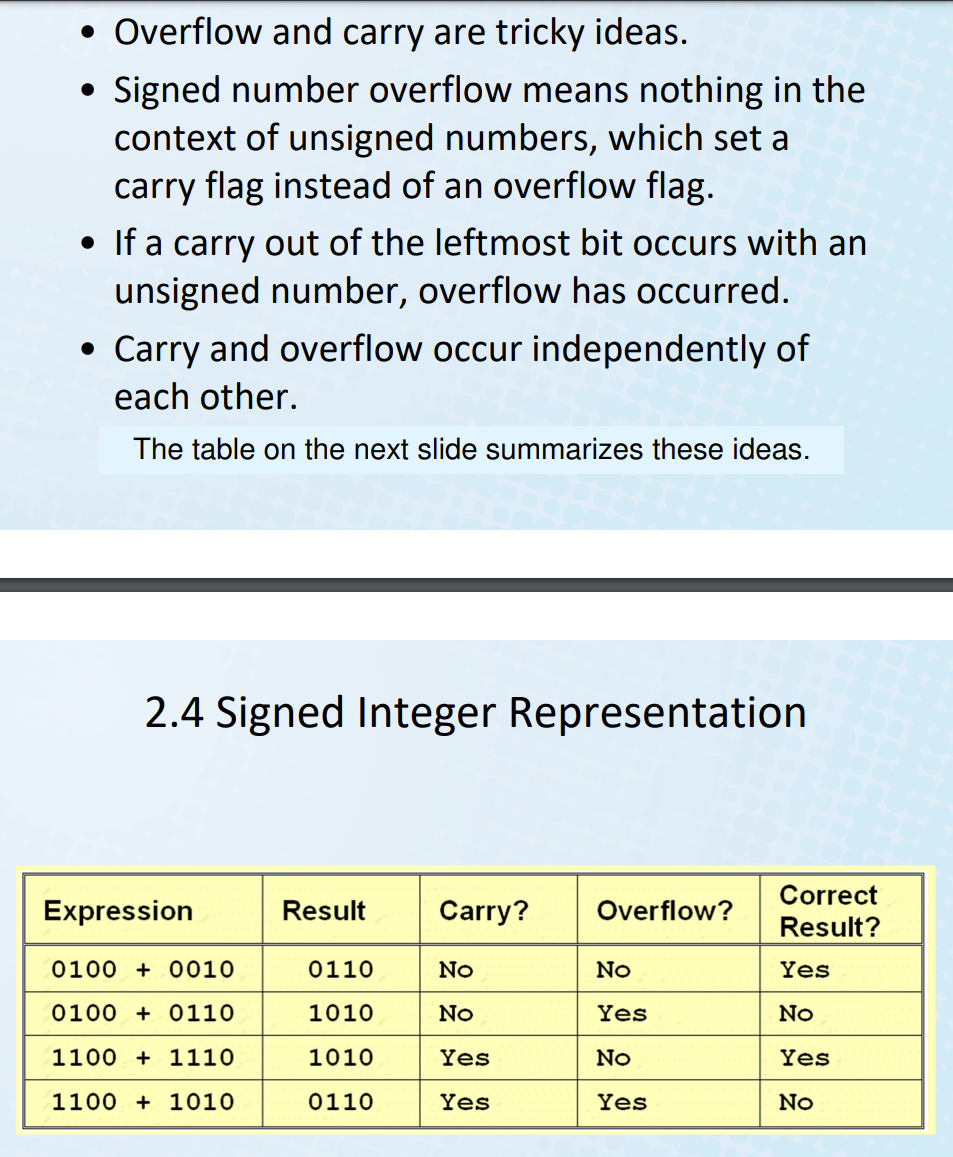 • Overflow and carry are tricky ideas.
• Signed number overflow means nothing in the
context of unsigned numbers, which set a
carry flag instead of an overflow flag.
• If a carry out of the leftmost bit occurs with an
unsigned number, overflow has occurred.
• Carry and overflow occur independently of
each other.
The table on the next slide summarizes these ideas.
2.4 Signed Integer Representation
Expression Result Carry? Overflow? Correct Result?
0100 + 0010 0110 No No Yes
0100 + 0110 1010 No Yes No
1100 + 1110 1010 Yes No Yes
1100 + 1010 0110 Yes Yes No